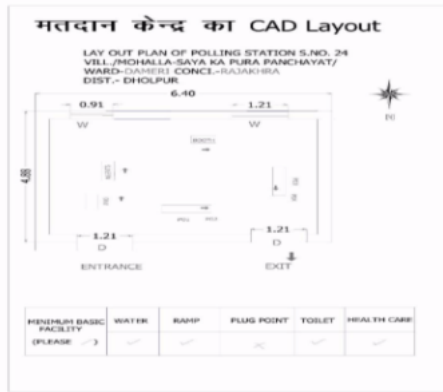 मतदान केन्द्र का CAD Layout
LAY OUT PLAN OF POLLING STATION S.NO. 24
VILL./MOHALLA-SAYA KA PURA PANCHAYAT/
WARD-DAMERI CONCI.-RAJAKHRA
DIST.- DHOLPUR
6.40
0.91 1.21
W W
4.88
1.21 1.21
D D
ENTRANCE EXIT
MINIMUM BASIC FACILITY WATER RAMP PLUG POINT TOILET HEALTH CARE
(PLEASE ✓) ✓ ✓ × ✓ ✓